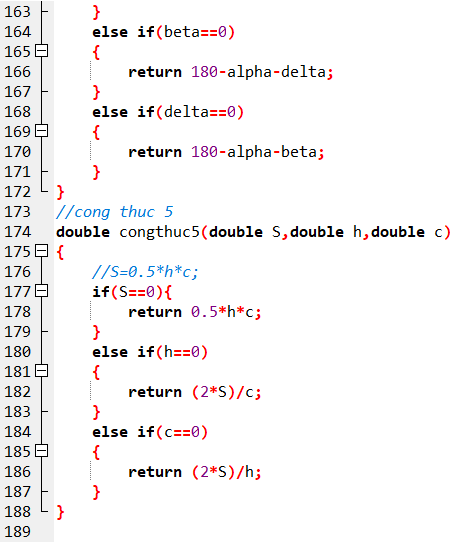 163 }
164 else if(beta==0)
165 {
166 return 180-alpha-delta;
167 }
168 else if(delta==0)
169 {
170 return 180-alpha-beta;
171 }
172 }
173 //cong thuc 5
174 double congthuc5(double S,double h,double c)
175 {
176 //S=0.5*h*c;
177 if(S==0){
178 return 0.5*h*c;
179 }
180 else if(h==0)
181 {
182 return (2*S)/c;
183 }
184 else if(c==0)
185 {
186 return (2*S)/h;
187 }
188 }
189